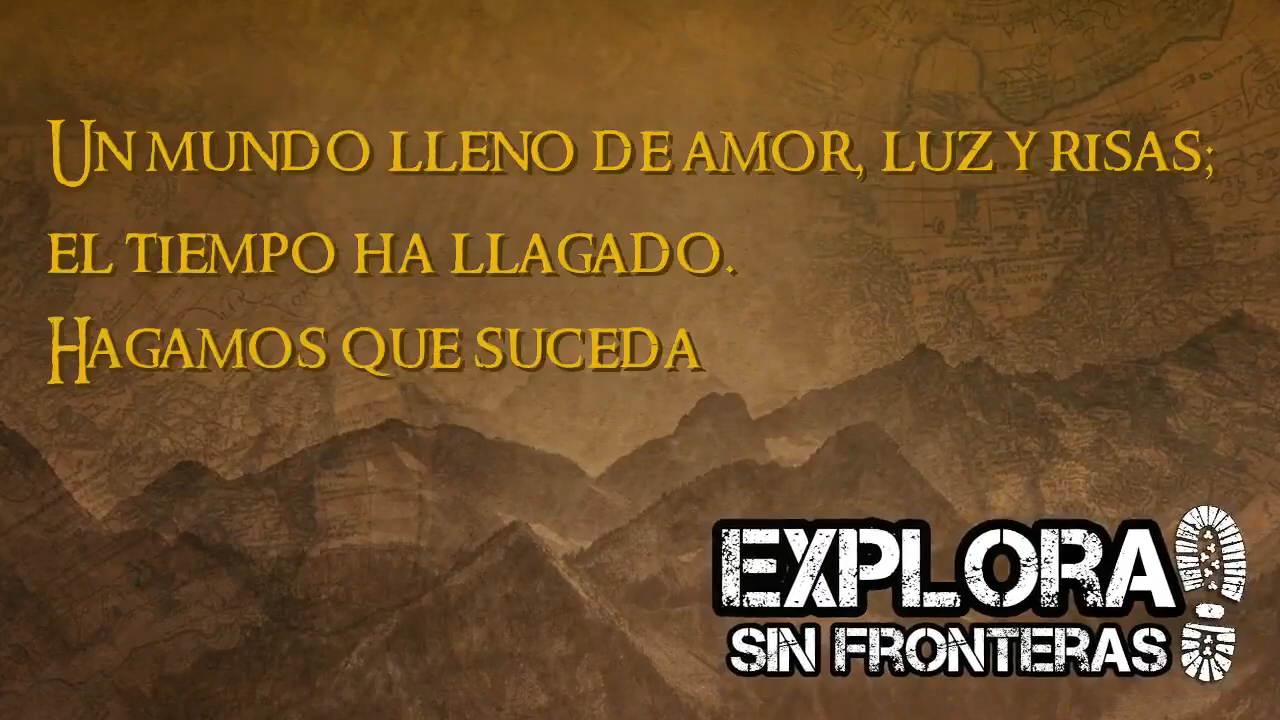 Un mundo lleno de amor, luz y risas;
el tiempo ha llagado.
Hagamos que suceda
EXPLORA
SIN FRONTERAS